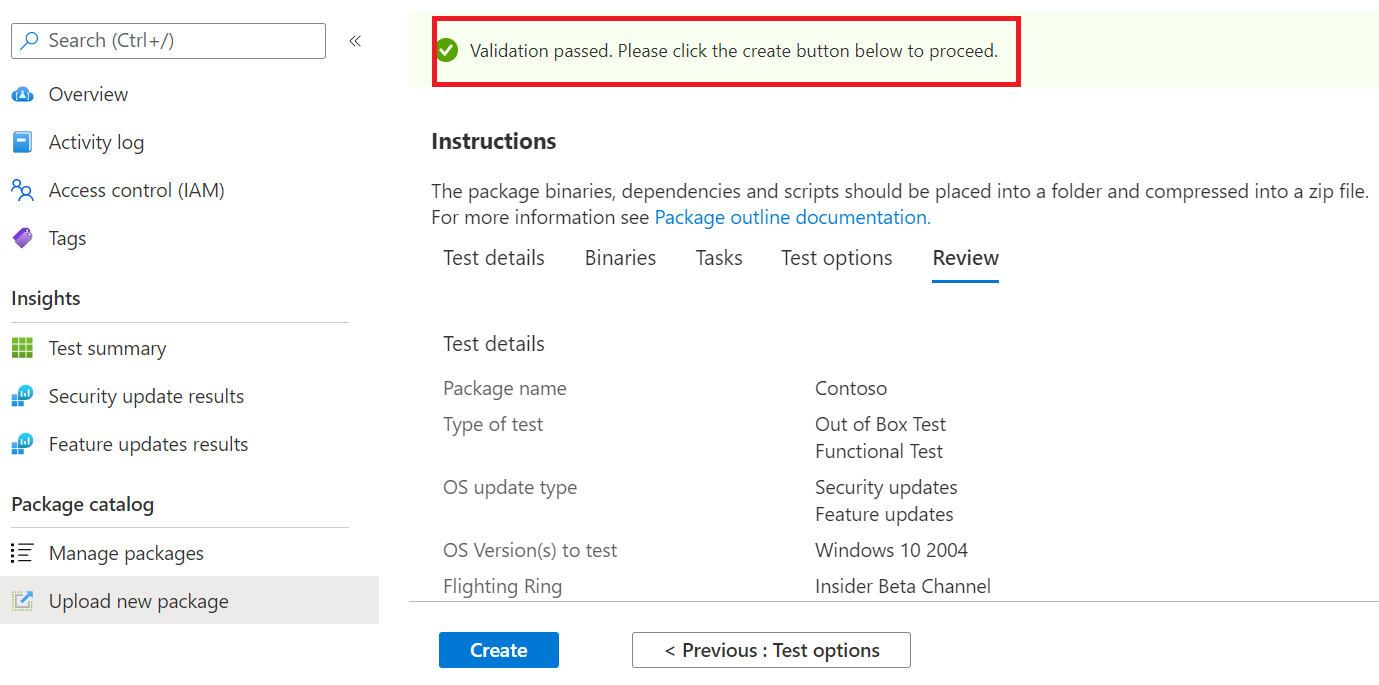 Search (Ctrl+/)
«
Overview
Activity log
Access control (IAM)
Tags
Insights
Test summary
Security update results
Feature updates results
Package catalog
Manage packages
Upload new package
Validation passed. Please click the create button below to proceed.
Instructions
The package binaries, dependencies and scripts should be placed into a folder and compressed into a zip file.
For more information see Package outline documentation.
Test details Binaries Tasks Test options Review
Test details
Package name Contoso
Type of test Out of Box Test
Functional Test
OS update type Security updates
Feature updates
OS Version(s) to test Windows 10 2004
Flighting Ring Insider Beta Channel
Create < Previous : Test options